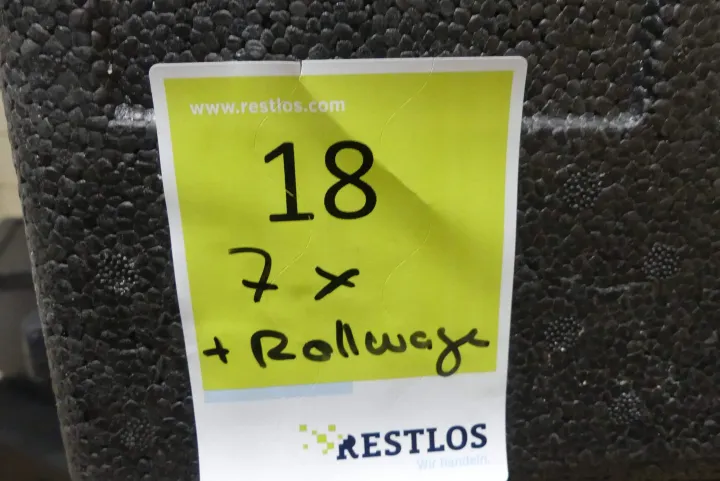 www.restlos.com
18
7 x
+ Rollwage
RESTLOS
Wir handeln.